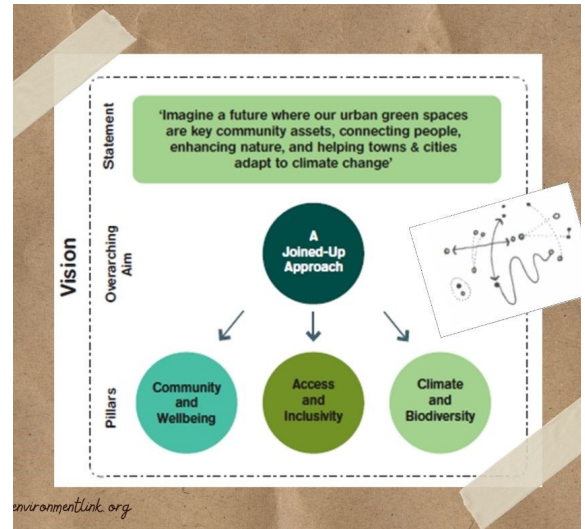 Vision
Statement
'Imagine a future where our urban green spaces
are key community assets, connecting people,
enhancing nature, and helping towns & cities
adapt to climate change'
Overarching
Aim
A
Joined-Up
Approach
Pillars
Community
and
Wellbeing
Access
and
Inclusivity
Climate
and
Biodiversity
environmentlink.org